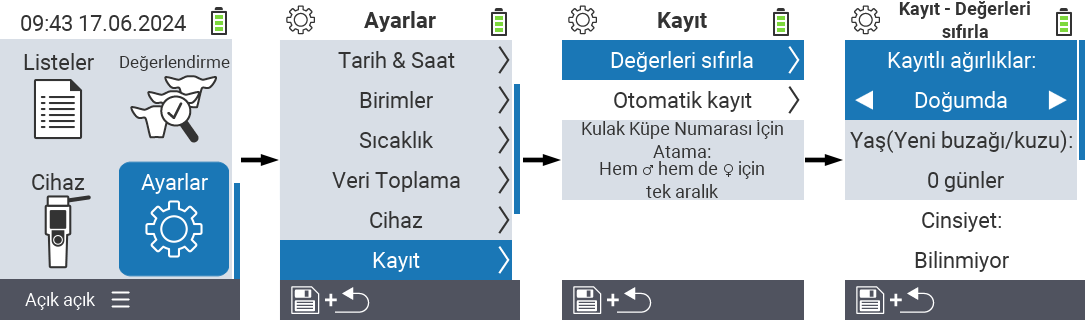 09:43 17.06.2024
Listeler
Değerlendirme
Cihaz
Ayarlar
Açık açık
Ayarlar
Tarih & Saat
Birimler
Sıcaklık
Veri Toplama
Cihaz
Kayıt
+
Kayıt
Değerleri sıfırla
Otomatik kayıt
Kulak Küpe Numarası İçin
Atama:
Hem ♂ hem de ♀ için
tek aralık
+
Kayıt - Değerleri
sıfırla
Kayıtlı ağırlıklar:
Doğumda
Yaş(Yeni buzağı/kuzu):
0 günler
Cinsiyet:
Bilinmiyor
+